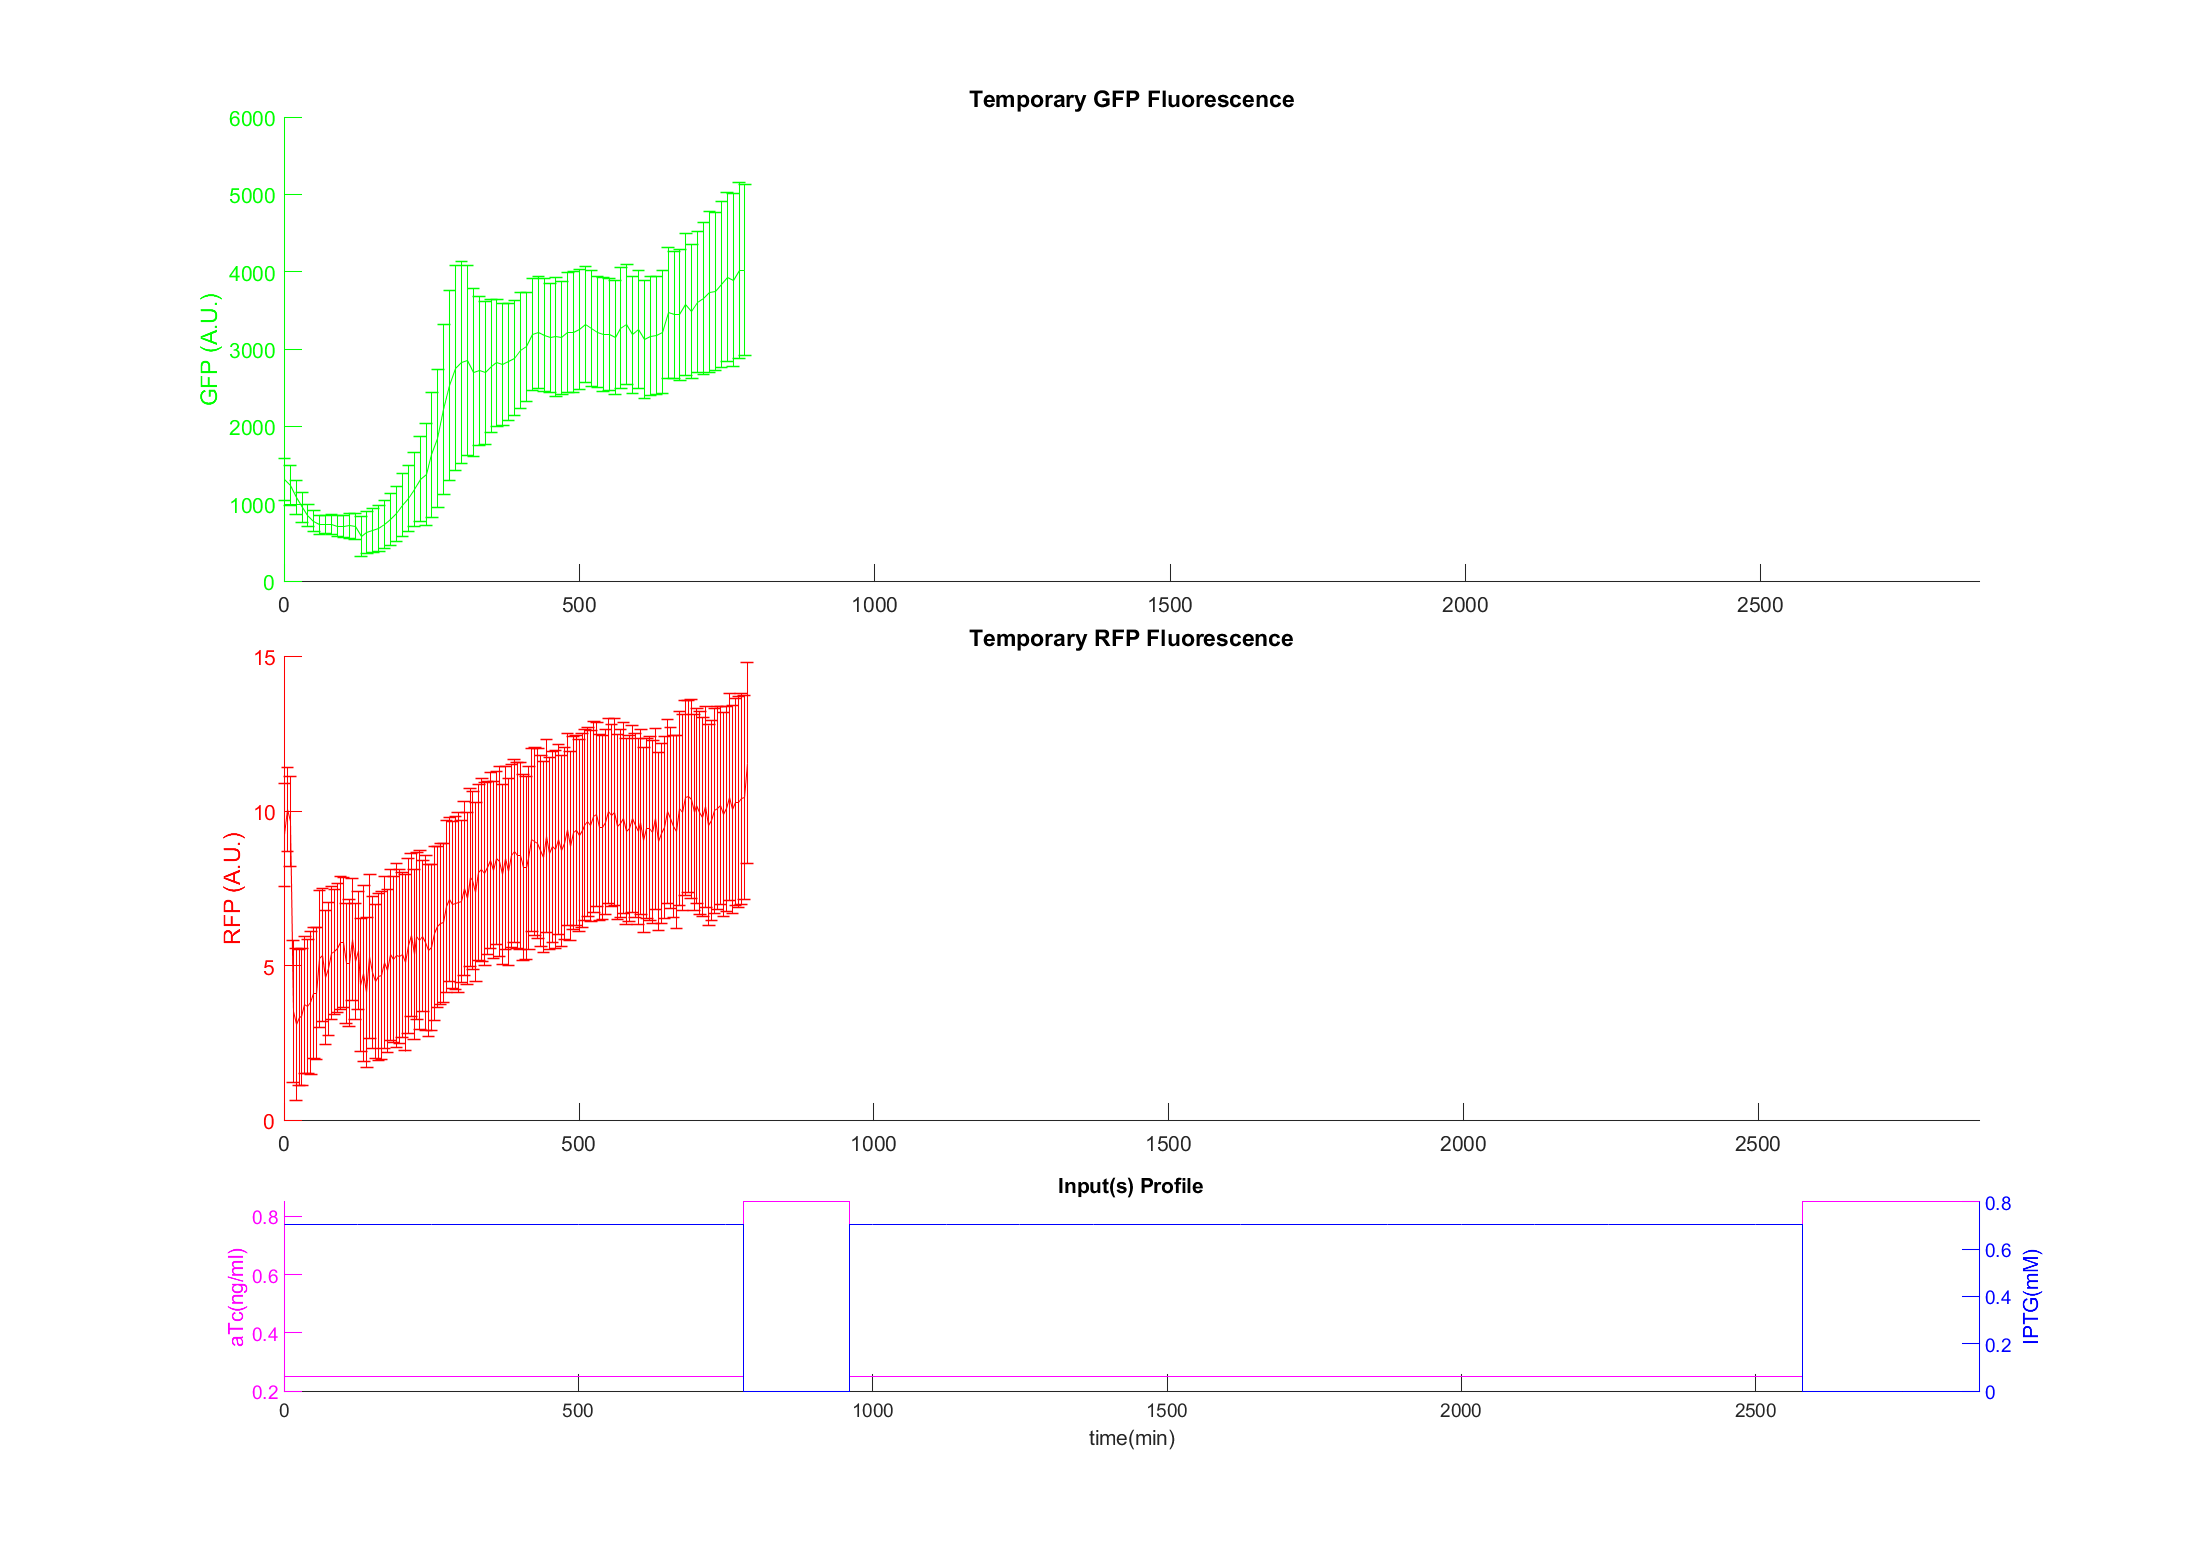 Temporary GFP Fluorescence
6000
5000
4000
3000
2000
1000
0
GFP (A.U.)
0 500 1000 1500 2000 2500
Temporary RFP Fluorescence
15
10
5
0
RFP (A.U.)
0 500 1000 1500 2000 2500
Input(s) Profile
0.8
0.6
0.4
0.2
aTc(ng/ml)
0.8
0.6
0.4
0.2
0
IPTG(mM)
0 500 1000 1500 2000 2500
time(min)